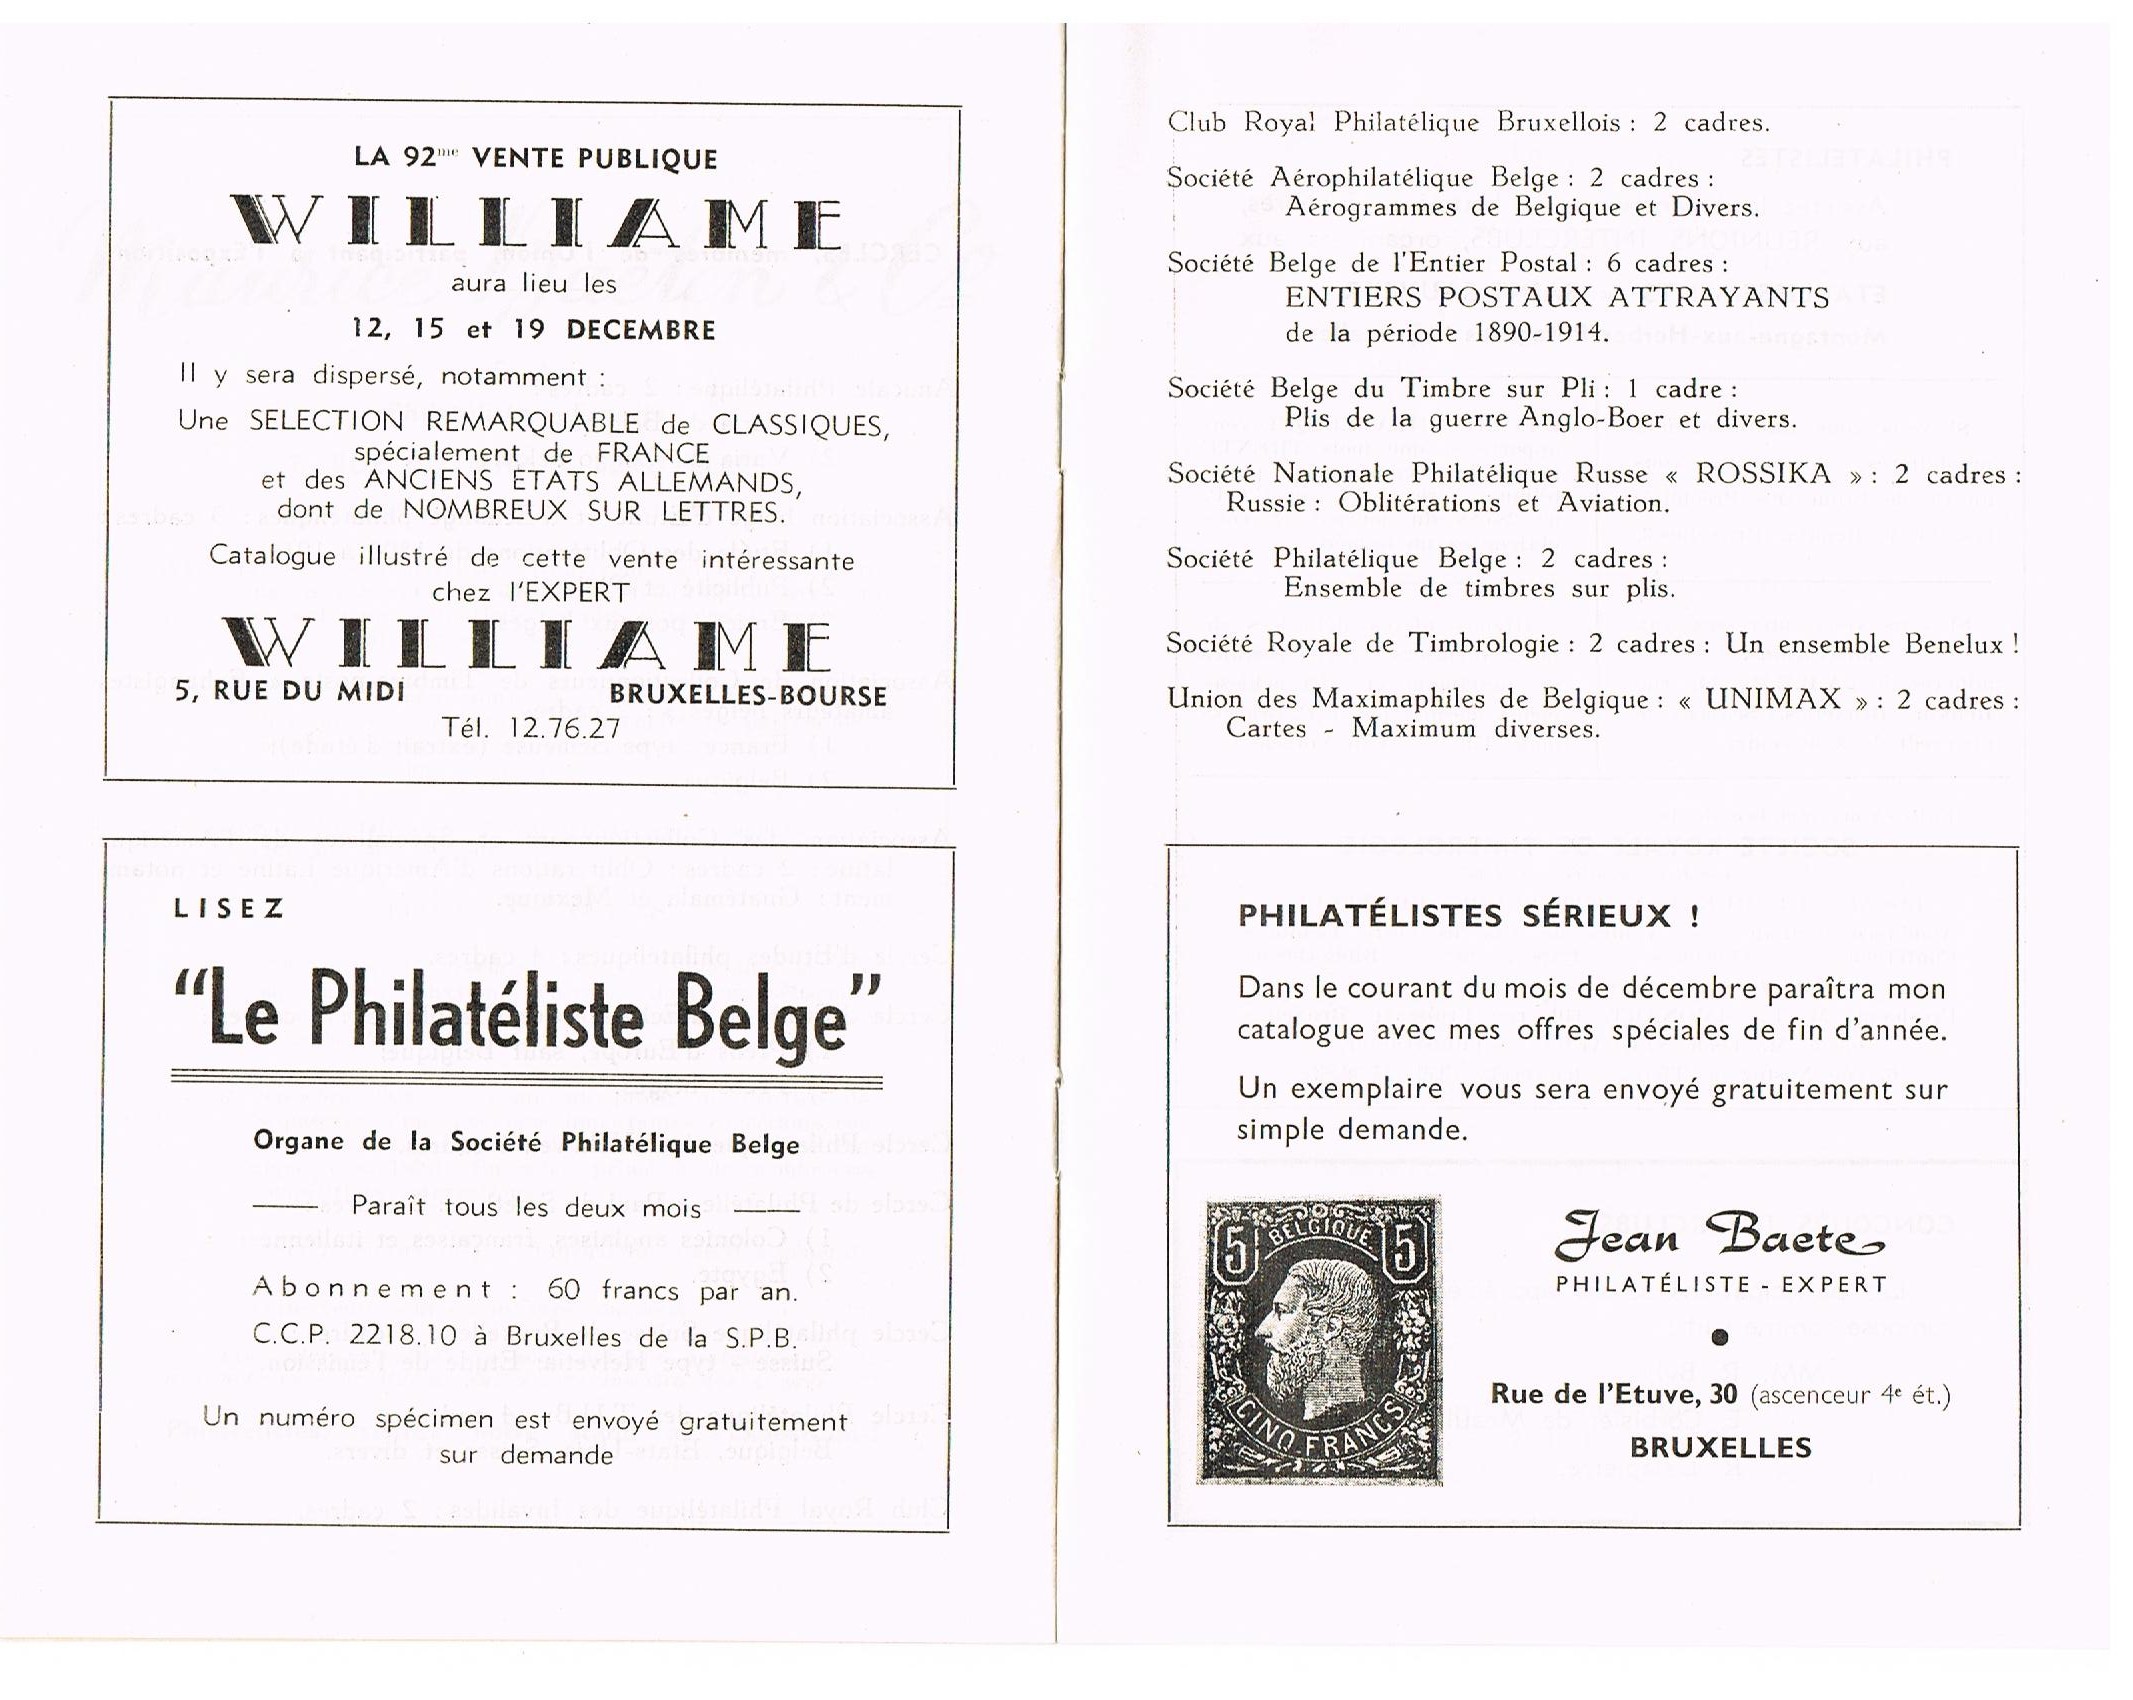 LA 92me VENTE PUBLIQUE
WILLIAME
aura lieu les
12, 15 et 19 DECEMBRE
Il y sera dispersé, notamment :
Une SELECTION REMARQUABLE de CLASSIQUES,
spécialement de FRANCE
et des ANCIENS ETATS ALLEMANDS,
dont de NOMBREUX SUR LETTRES.
Catalogue illustré de cette vente intéressante
chez l'EXPERT
WILLIAME
5, RUE DU MIDI BRUXELLES-BOURSE
Tél. 12.76.27
LISEZ
"Le Philatéliste Belge"
Organe de la Société Philatélique Belge
Paraît tous les deux mois
Abonnement : 60 francs par an.
C.C.P. 2218.10 à Bruxelles de la S.P.B.
Un numéro spécimen est envoyé gratuitement
sur demande
Club Royal Philatélique Bruxellois : 2 cadres.
Société Aérophilatélique Belge : 2 cadres :
Aérogrammes de Belgique et Divers.
Société Belge de l'Entier Postal : 6 cadres :
ENTIERS POSTAUX ATTRAYANTS
de la période 1890-1914.
Société Belge du Timbre sur Pli : 1 cadre :
Plis de la guerre Anglo-Boer et divers.
Société Nationale Philatélique Russe « ROSSIKA » : 2 cadres :
Russie : Oblitérations et Aviation.
Société Philatélique Belge : 2 cadres :
Ensemble de timbres sur plis.
Société Royale de Timbrologie : 2 cadres : Un ensemble Benelux !
Union des Maximaphiles de Belgique : « UNIMAX » : 2 cadres :
Cartes - Maximum diverses.
PHILATÉLISTES SÉRIEUX !
Dans le courant du mois de décembre paraîtra mon
catalogue avec mes offres spéciales de fin d'année.
Un exemplaire vous sera envoyé gratuitement sur
simple demande.
5 BELGIQUE 5
CINQ FRANCS
Jean Baete
PHILATÉLISTE - EXPERT
Rue de l'Etuve, 30 (ascenceur 4e ét.)
BRUXELLES